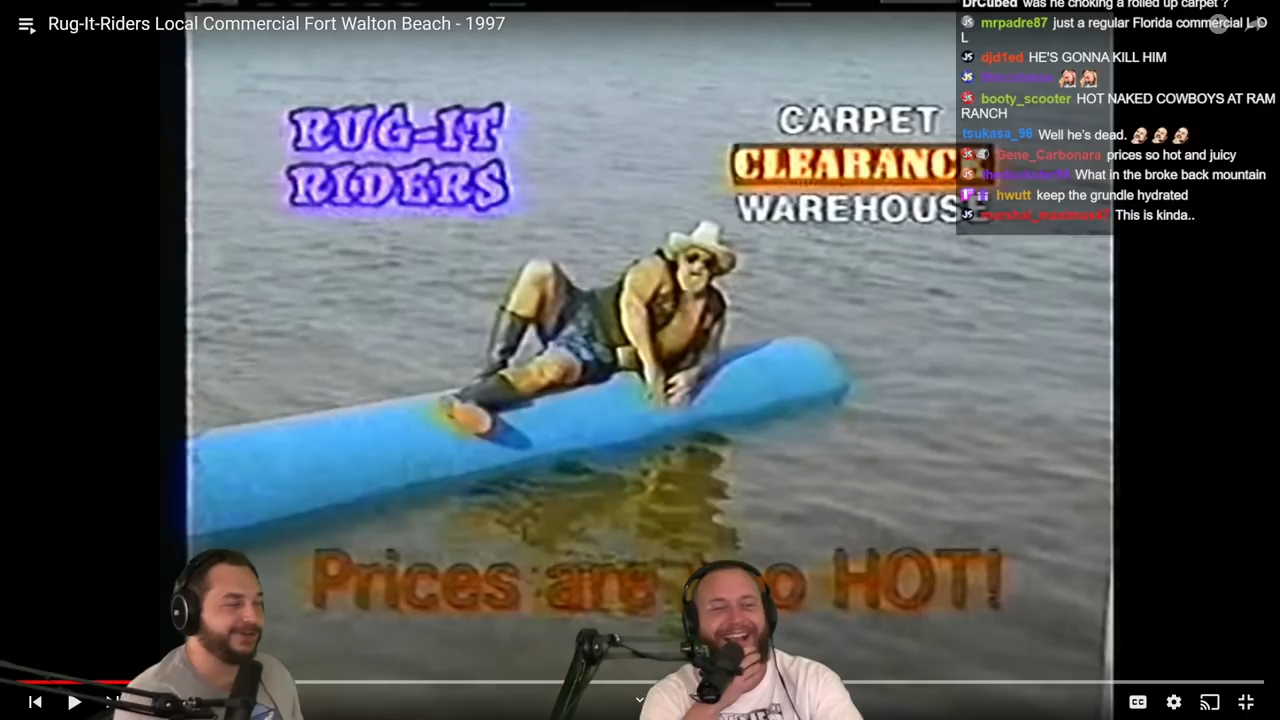 Rug-It-Riders Local Commercial Fort Walton Beach - 1997
DrCubed was he choking a rolled up carpet ?
mrpadre87 just a regular Florida commercial L O
L
djd1ed HE'S GONNA KILL HIM
booty_scooter HOT NAKED COWBOYS AT RAM
RANCH
tsukasa_96 Well he's dead.
Gene_Carbonara prices so hot and juicy
What in the broke back mountain
hwutt keep the grundle hydrated
This is kinda..
RUG-IT
RIDERS
CARPET
CLEARANC
WAREHOUS
Prices are o HOT!
CC